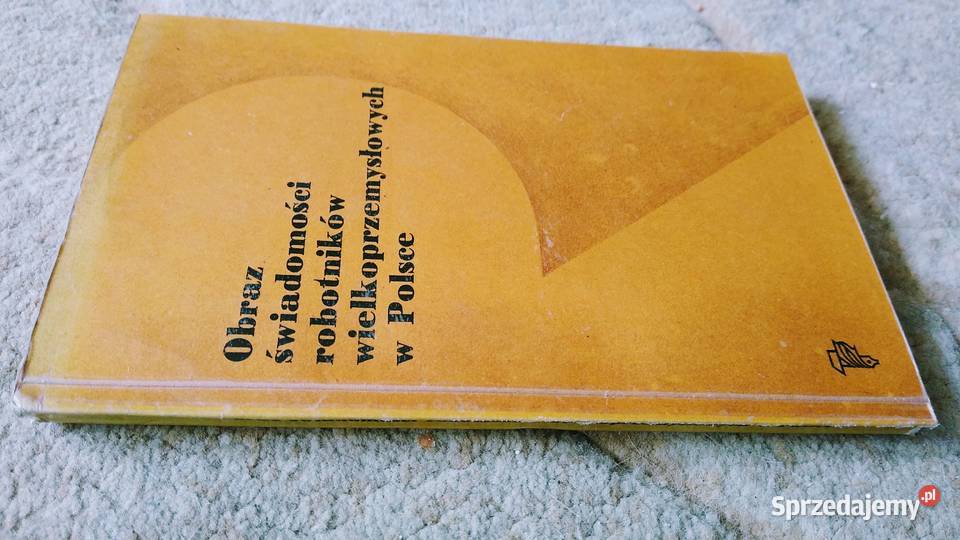 Obraz
świadomości
robotników
wielkoprzemysłowych
w Polsce
Sprzedajemy.pl